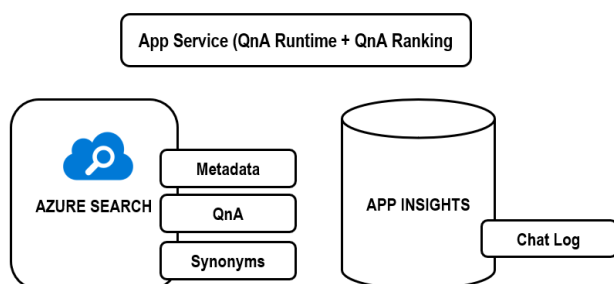 App Service (QnA Runtime + QnA Ranking
Metadata
AZURE SEARCH
QnA
Synonyms
APP INSIGHTS
Chat Log